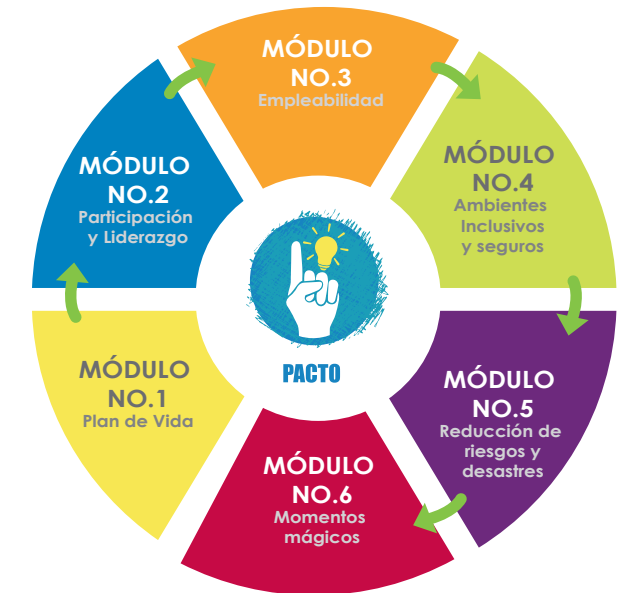 MÓDULO
NO.1
Plan de Vida
MÓDULO
NO.2
Participación
y Liderazgo
MÓDULO
NO.3
Empleabilidad
MÓDULO
NO.4
Ambientes
Inclusivos
y seguros
MÓDULO
NO.5
Reducción de
riesgos y
desastres
MÓDULO
NO.6
Momentos
mágicos
PACTO